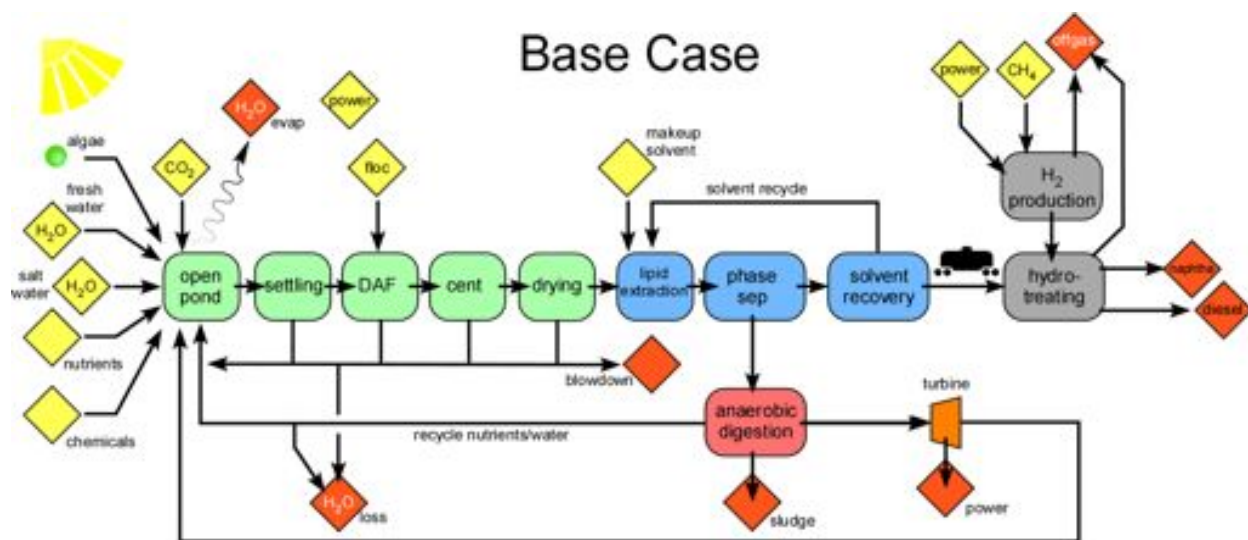 Base Case
algae
fresh
water
H₂O
salt
water
H₂O
nutrients
chemicals
CO₂
H₂O
evap
power
floc
open
pond
settling
DAF
cent
drying
makeup
solvent
solvent recycle
lipid
extraction
phase
sep
solvent
recovery
power
CH₄
offgas
H₂
production
hydro-
treating
naphtha
diesel
blowdown
recycle nutrients/water
H₂O
loss
anaerobic
digestion
sludge
turbine
power